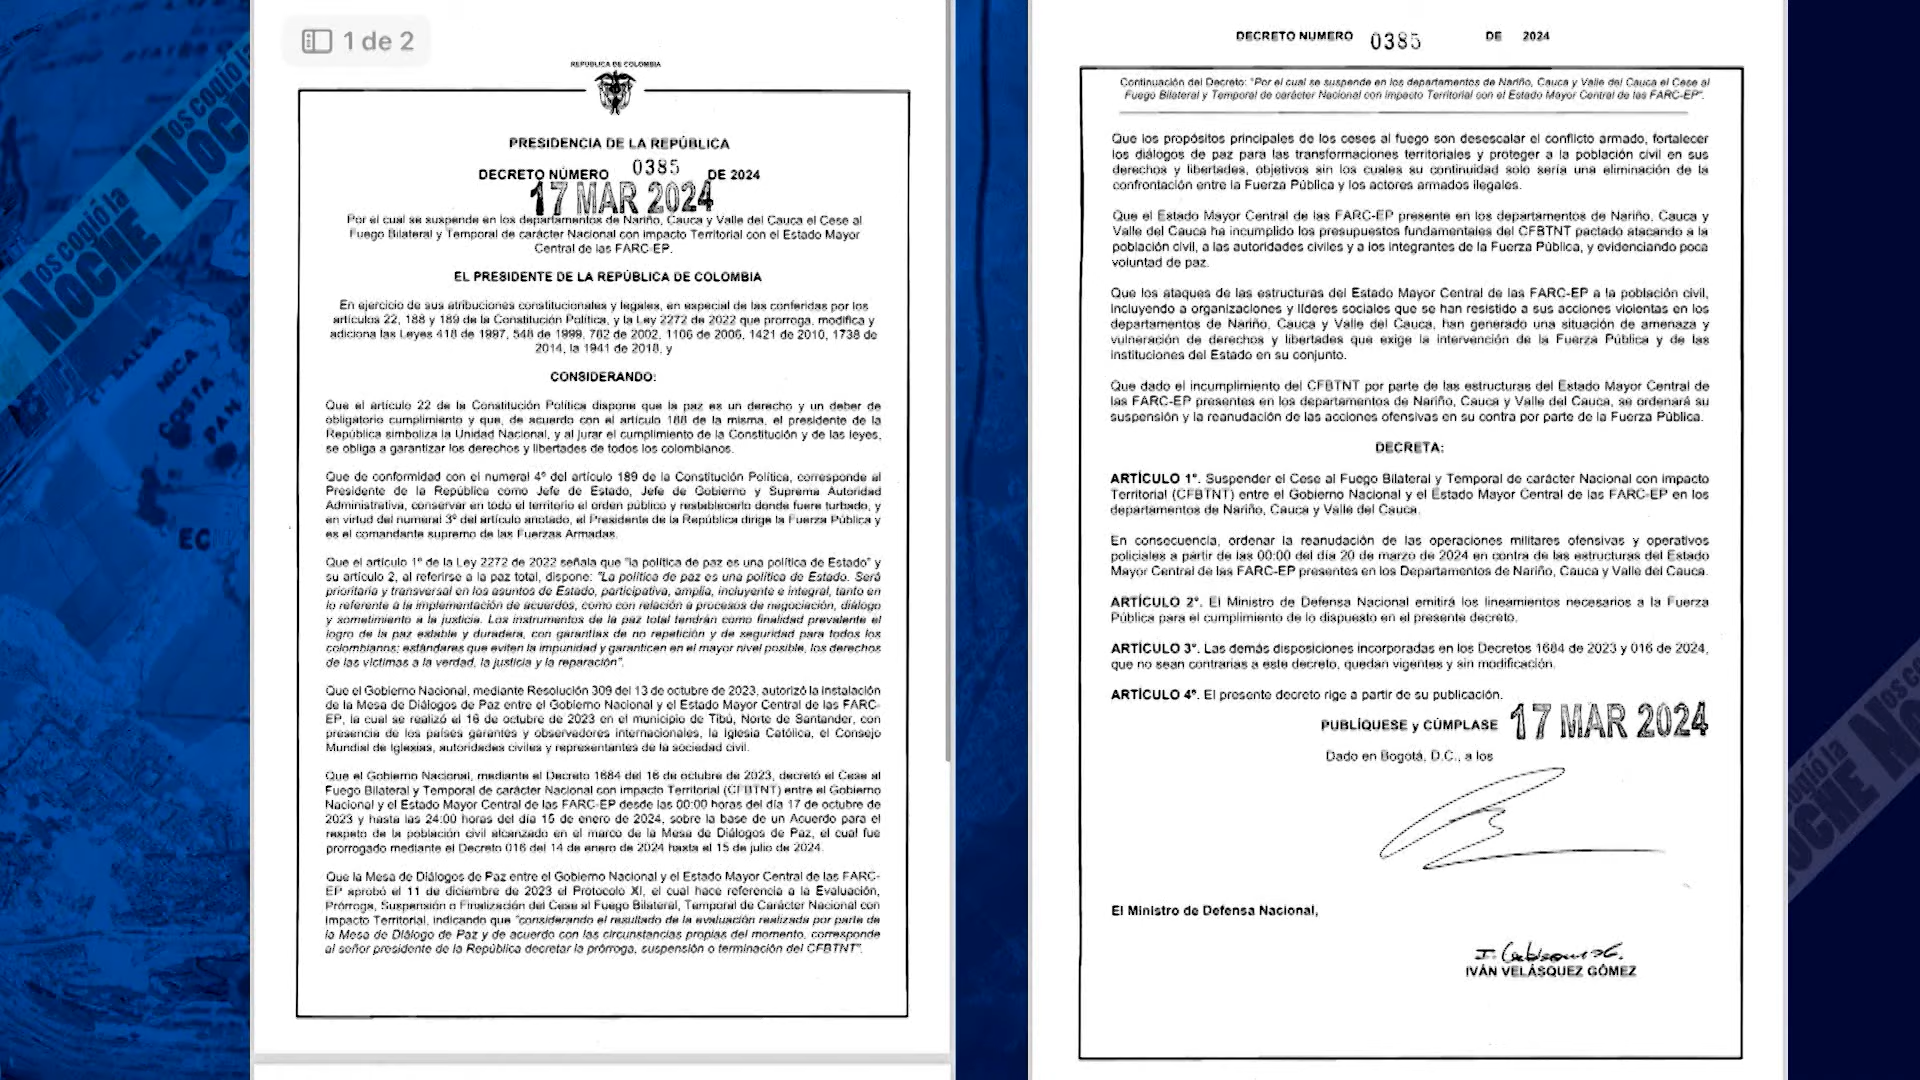 1 de 2
REPÚBLICA DE COLOMBIA
PRESIDENCIA DE LA REPÚBLICA
DECRETO NÚMERO 0385 DE 2024
17 MAR 2024
Por el cual se suspende en los departamentos de Nariño, Cauca y Valle del Cauca el Cese al
Fuego Bilateral y Temporal de carácter Nacional con impacto Territorial con el Estado Mayor
Central de las FARC-EP.
EL PRESIDENTE DE LA REPÚBLICA DE COLOMBIA
En ejercicio de sus atribuciones constitucionales y legales, en especial de las conferidas por los
artículos 22, 188 y 189 de la Constitución Política, y la Ley 2272 de 2022 que prorroga, modifica y
adiciona las Leyes 418 de 1997, 548 de 1999, 782 de 2002, 1106 de 2006, 1421 de 2010, 1738 de
2014, la 1941 de 2018, y
CONSIDERANDO:
Que el artículo 22 de la Constitución Política dispone que la paz es un derecho y un deber de
obligatorio cumplimiento y que, de acuerdo con el artículo 188 de la misma, el presidente de la
República simboliza la Unidad Nacional, y al jurar el cumplimiento de la Constitución y de las leyes,
se obliga a garantizar los derechos y libertades de todos los colombianos.
Que de conformidad con el numeral 4º del artículo 189 de la Constitución Política, corresponde al
Presidente de la República como Jefe de Estado, Jefe de Gobierno y Suprema Autoridad
Administrativa, conservar en todo el territorio el orden público y restablecerlo donde fuere turbado, y
en virtud del numeral 3º del artículo anotado, el Presidente de la República dirige la Fuerza Pública y
es el comandante supremo de las Fuerzas Armadas.
Que el artículo 1º de la Ley 2272 de 2022 señala que "la política de paz es una política de Estado" y
su artículo 2, al referirse a la paz total, dispone: "La política de paz es una política de Estado. Será
prioritaria y transversal en los asuntos de Estado, participativa, amplia, incluyente e integral, tanto en
lo referente a la implementación de acuerdos, como con relación a procesos de negociación, diálogo
y sometimiento a la justicia. Los instrumentos de la paz total tendrán como finalidad prevalente el
logro de la paz estable y duradera, con garantías de no repetición y de seguridad para todos los
colombianos; estándares que eviten la impunidad y garanticen en el mayor nivel posible, los derechos
de las víctimas a la verdad, la justicia y la reparación".
Que el Gobierno Nacional, mediante Resolución 309 del 13 de octubre de 2023, autorizó la instalación
de la Mesa de Diálogos de Paz entre el Gobierno Nacional y el Estado Mayor Central de las FARC-
EP, la cual se realizó el 16 de octubre de 2023 en el municipio de Tibú, Norte de Santander, con
presencia de los países garantes y observadores internacionales, la Iglesia Católica, el Consejo
Mundial de Iglesias, autoridades civiles y representantes de la sociedad civil.
Que el Gobierno Nacional, mediante el Decreto 1684 del 16 de octubre de 2023, decretó el Cese al
Fuego Bilateral y Temporal de carácter Nacional con impacto Territorial (CFBTNT) entre el Gobierno
Nacional y el Estado Mayor Central de las FARC-EP desde las 00:00 horas del día 17 de octubre de
2023 y hasta las 24:00 horas del día 15 de enero de 2024, sobre la base de un Acuerdo para el
respeto de la población civil alcanzado en el marco de la Mesa de Diálogos de Paz, el cual fue
prorrogado mediante el Decreto 016 del 14 de enero de 2024 hasta el 15 de julio de 2024.
Que la Mesa de Diálogos de Paz entre el Gobierno Nacional y el Estado Mayor Central de las FARC-
EP aprobó el 11 de diciembre de 2023 el Protocolo XI, el cual hace referencia a la Evaluación,
Prórroga, Suspensión o Finalización del Cese al Fuego Bilateral, Temporal de Carácter Nacional con
Impacto Territorial, indicando que "considerando el resultado de la evaluación realizada por parte de
la Mesa de Diálogo de Paz y de acuerdo con las circunstancias propias del momento, corresponde
al señor presidente de la República decretar la prórroga, suspensión o terminación del CFBTNT".
DECRETO NUMERO 0385 DE 2024
Continuación del Decreto: "Por el cual se suspende en los departamentos de Nariño, Cauca y Valle del Cauca el Cese al
Fuego Bilateral y Temporal de carácter Nacional con impacto Territorial con el Estado Mayor Central de las FARC-EP".
Que los propósitos principales de los ceses al fuego son desescalar el conflicto armado, fortalecer
los diálogos de paz para las transformaciones territoriales y proteger a la población civil en sus
derechos y libertades, objetivos sin los cuales su continuidad solo sería una eliminación de la
confrontación entre la Fuerza Pública y los actores armados ilegales.
Que el Estado Mayor Central de las FARC-EP presente en los departamentos de Nariño, Cauca y
Valle del Cauca ha incumplido los presupuestos fundamentales del CFBTNT pactado atacando a la
población civil, a las autoridades civiles y a los integrantes de la Fuerza Pública, y evidenciando poca
voluntad de paz.
Que los ataques de las estructuras del Estado Mayor Central de las FARC-EP a la población civil,
incluyendo a organizaciones y líderes sociales que se han resistido a sus acciones violentas en los
departamentos de Nariño, Cauca y Valle del Cauca, han generado una situación de amenaza y
vulneración de derechos y libertades que exige la intervención de la Fuerza Pública y de las
instituciones del Estado en su conjunto.
Que dado el incumplimiento del CFBTNT por parte de las estructuras del Estado Mayor Central de
las FARC-EP presentes en los departamentos de Nariño, Cauca y Valle del Cauca, se ordenará su
suspensión y la reanudación de las acciones ofensivas en su contra por parte de la Fuerza Pública.
DECRETA:
ARTÍCULO 1º. Suspender el Cese al Fuego Bilateral y Temporal de carácter Nacional con impacto
Territorial (CFBTNT) entre el Gobierno Nacional y el Estado Mayor Central de las FARC-EP en los
departamentos de Nariño, Cauca y Valle del Cauca.
En consecuencia, ordenar la reanudación de las operaciones militares ofensivas y operativos
policiales a partir de las 00:00 del día 20 de marzo de 2024 en contra de las estructuras del Estado
Mayor Central de las FARC-EP presentes en los Departamentos de Nariño, Cauca y Valle del Cauca.
ARTÍCULO 2º. El Ministro de Defensa Nacional emitirá los lineamientos necesarios a la Fuerza
Pública para el cumplimiento de lo dispuesto en el presente decreto.
ARTÍCULO 3º. Las demás disposiciones incorporadas en los Decretos 1684 de 2023 y 016 de 2024,
que no sean contrarias a este decreto, quedan vigentes y sin modificación.
ARTÍCULO 4º. El presente decreto rige a partir de su publicación.
PUBLÍQUESE y CÚMPLASE 17 MAR 2024
Dado en Bogotá, D.C., a los
El Ministro de Defensa Nacional,
IVÁN VELÁSQUEZ GÓMEZ
Nos cogió la
NOCHE
Nos cogió la
NOCHE
NICA
COSTA
PAN
EC